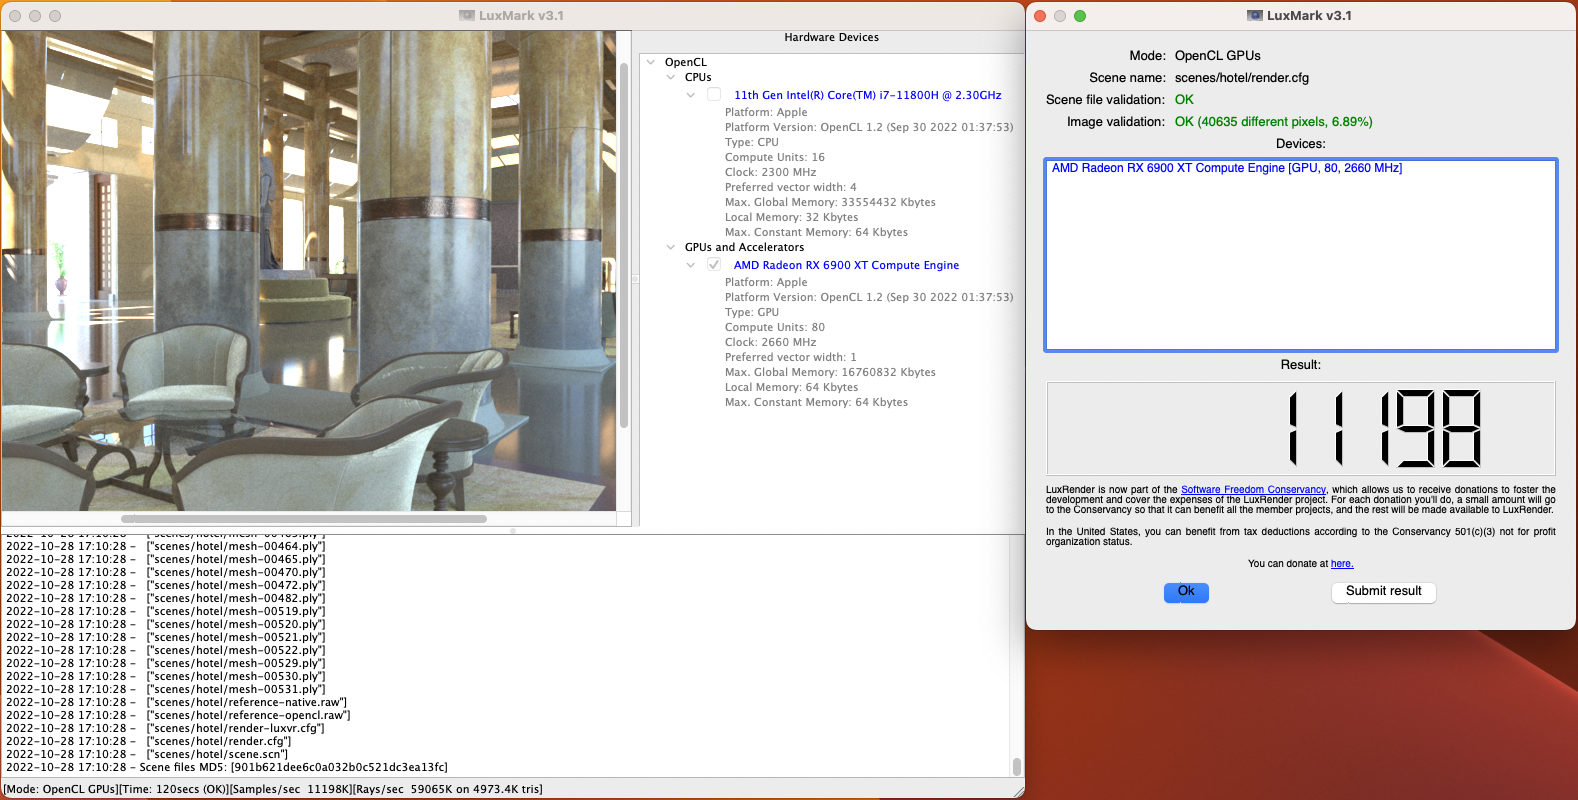 LuxMark v3.1
Hardware Devices
OpenCL
CPUs
11th Gen Intel(R) Core(TM) i7-11800H @ 2.30GHz
Platform: Apple
Platform Version: OpenCL 1.2 (Sep 30 2022 01:37:53)
Type: CPU
Compute Units: 16
Clock: 2300 MHz
Preferred vector width: 4
Max. Global Memory: 33554432 Kbytes
Local Memory: 32 Kbytes
Max. Constant Memory: 64 Kbytes
GPUs and Accelerators
AMD Radeon RX 6900 XT Compute Engine
Platform: Apple
Platform Version: OpenCL 1.2 (Sep 30 2022 01:37:53)
Type: GPU
Compute Units: 80
Clock: 2660 MHz
Preferred vector width: 1
Max. Global Memory: 16760832 Kbytes
Local Memory: 64 Kbytes
Max. Constant Memory: 64 Kbytes
2022-10-28 17:10:28 - ["scenes/hotel/mesh-00464.ply"]
2022-10-28 17:10:28 - ["scenes/hotel/mesh-00465.ply"]
2022-10-28 17:10:28 - ["scenes/hotel/mesh-00470.ply"]
2022-10-28 17:10:28 - ["scenes/hotel/mesh-00472.ply"]
2022-10-28 17:10:28 - ["scenes/hotel/mesh-00482.ply"]
2022-10-28 17:10:28 - ["scenes/hotel/mesh-00519.ply"]
2022-10-28 17:10:28 - ["scenes/hotel/mesh-00520.ply"]
2022-10-28 17:10:28 - ["scenes/hotel/mesh-00521.ply"]
2022-10-28 17:10:28 - ["scenes/hotel/mesh-00522.ply"]
2022-10-28 17:10:28 - ["scenes/hotel/mesh-00529.ply"]
2022-10-28 17:10:28 - ["scenes/hotel/mesh-00530.ply"]
2022-10-28 17:10:28 - ["scenes/hotel/mesh-00531.ply"]
2022-10-28 17:10:28 - ["scenes/hotel/reference-native.raw"]
2022-10-28 17:10:28 - ["scenes/hotel/reference-opencl.raw"]
2022-10-28 17:10:28 - ["scenes/hotel/render-luxvr.cfg"]
2022-10-28 17:10:28 - ["scenes/hotel/render.cfg"]
2022-10-28 17:10:28 - ["scenes/hotel/scene.scn"]
2022-10-28 17:10:28 - Scene files MD5: [901b621dee6c0a032b0c521dc3ea13fc]
[Mode: OpenCL GPUs][Time: 120secs (OK)][Samples/sec 11198K][Rays/sec 59065K on 4973.4K tris]
LuxMark v3.1
Mode: OpenCL GPUs
Scene name: scenes/hotel/render.cfg
Scene file validation: OK
Image validation: OK (40635 different pixels, 6.89%)
Devices:
AMD Radeon RX 6900 XT Compute Engine [GPU, 80, 2660 MHz]
Result:
11198
LuxRender is now part of the Software Freedom Conservancy, which allows us to receive donations to foster the
development and cover the expenses of the LuxRender project. For each donation you'll do, a small amount will go
to the Conservancy so that it can benefit all the member projects, and the rest will be made available to LuxRender.
In the United States, you can benefit from tax deductions according to the Conservancy 501(c)(3) not for profit
organization status.
You can donate at here.
Ok
Submit result